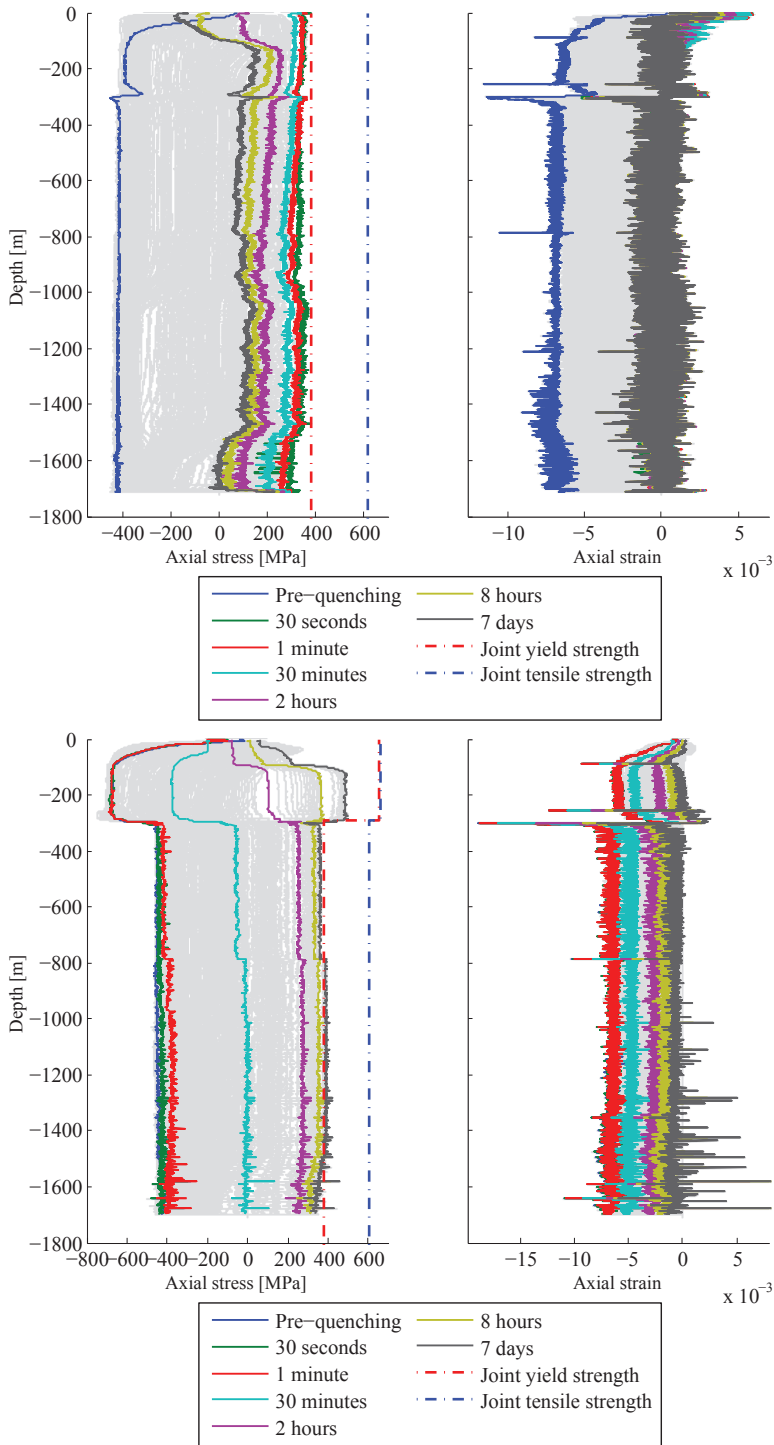 0
−200
−400
−600
−800
−1000
−1200
−1400
−1600
−1800
Depth [m]
−400 −200 0 200 400 600
Axial stress [MPa]
−10 −5 0 5
Axial strain
x 10−3
Pre−quenching
30 seconds
1 minute
30 minutes
2 hours
8 hours
7 days
Joint yield strength
Joint tensile strength
0
−200
−400
−600
−800
−1000
−1200
−1400
−1600
−1800
Depth [m]
−800 −600 −400 −200 0 200 400 600
Axial stress [MPa]
−15 −10 −5 0
Axial strain
x 10−3
Pre−quenching
30 seconds
1 minute
30 minutes
2 hours
8 hours
7 days
Joint yield strength
Joint tensile strength